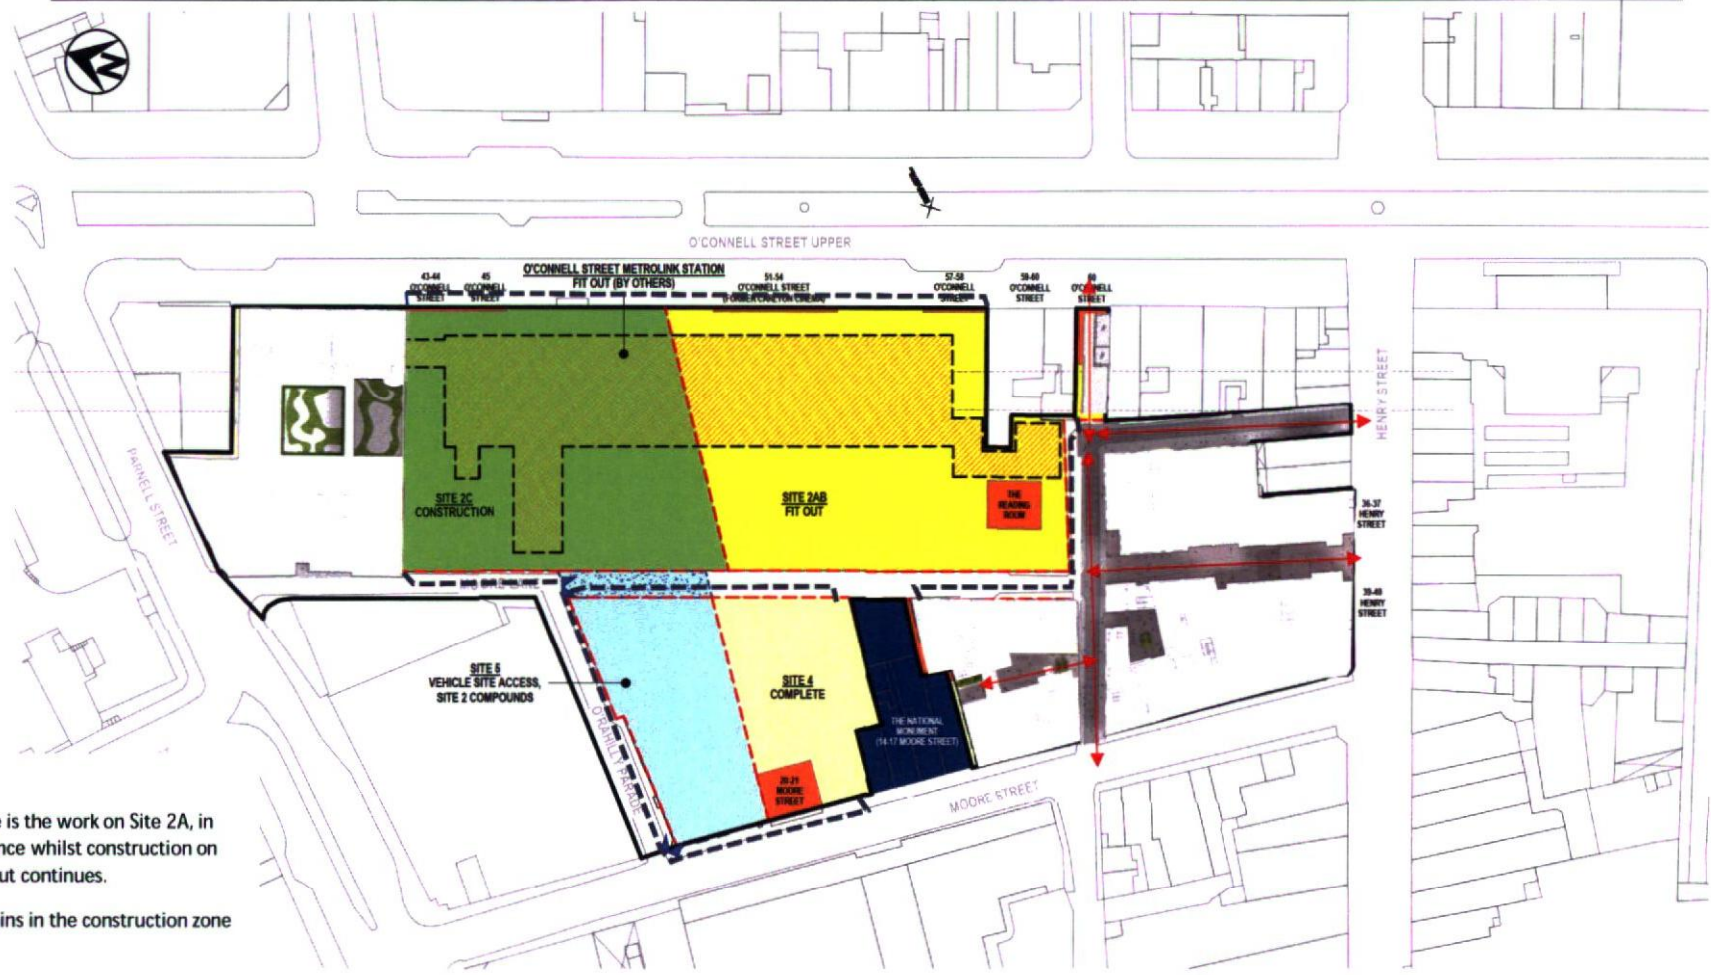 O'CONNELL STREET UPPER
O'CONNELL STREET METROLINK STATION
FIT OUT (BY OTHERS)
43-44
O'CONNELL
STREET
45
O'CONNELL
STREET
51-54
O'CONNELL STREET
(FORMER CARLTON CINEMA)
57-58
O'CONNELL
STREET
59-60
O'CONNELL
STREET
60
O'CONNELL
STREET
HENRY STREET
PARNELL STREET
SITE 2C
CONSTRUCTION
SITE 2AB
FIT OUT
THE
READING
ROOM
36-37
HENRY
STREET
39-40
HENRY
STREET
SITE 5
VEHICLE SITE ACCESS,
SITE 2 COMPOUNDS
SITE 4
COMPLETE
THE NATIONAL
MONUMENT
(14-17 MOORE STREET)
O'RAHILLY PARADE
20-21
MOORE
STREET
MOORE STREET
is the work on Site 2A, in
nce whilst construction on
ut continues.
ins in the construction zone